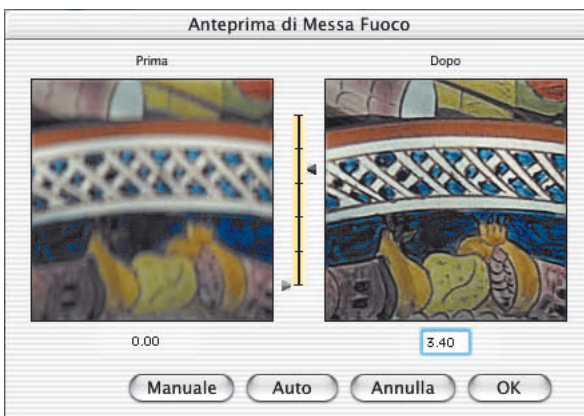 Anteprima di Messa Fuoco
Prima
Dopo
0.00
3.40
Manuale
Auto
Annulla
OK